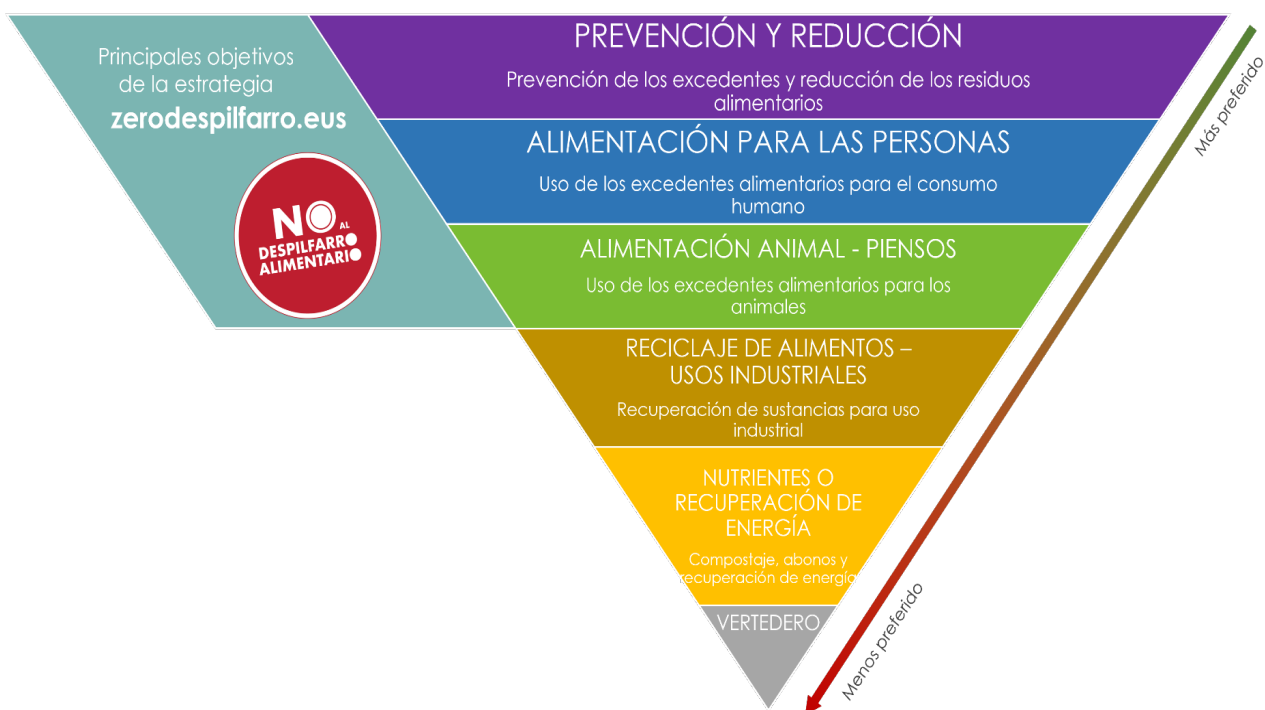 Principales objetivos
de la estrategia
zerodespilfarro.eus
NO AL
DESPILFARRO
ALIMENTARIO
PREVENCIÓN Y REDUCCIÓN
Prevención de los excedentes y reducción de los residuos
alimentarios
ALIMENTACIÓN PARA LAS PERSONAS
Uso de los excedentes alimentarios para el consumo
humano
ALIMENTACIÓN ANIMAL - PIENSOS
Uso de los excedentes alimentarios para los
animales
RECICLAJE DE ALIMENTOS –
USOS INDUSTRIALES
Recuperación de sustancias para uso
industrial
NUTRIENTES O
RECUPERACIÓN DE
ENERGÍA
Compostaje, abonos y
recuperación de energía
VERTEDERO
Más preferido
Menos preferido